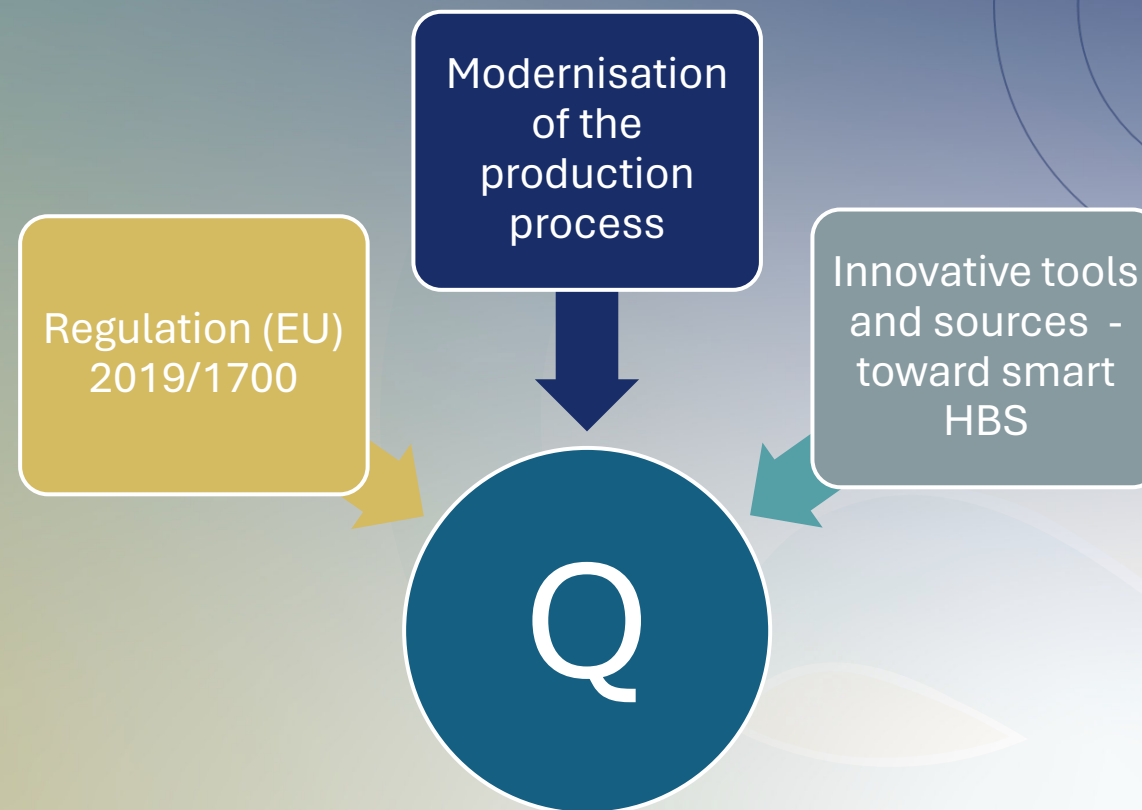 Modernisation
of the
production
process
Regulation (EU)
2019/1700
Innovative tools
and sources -
toward smart
HBS
Q